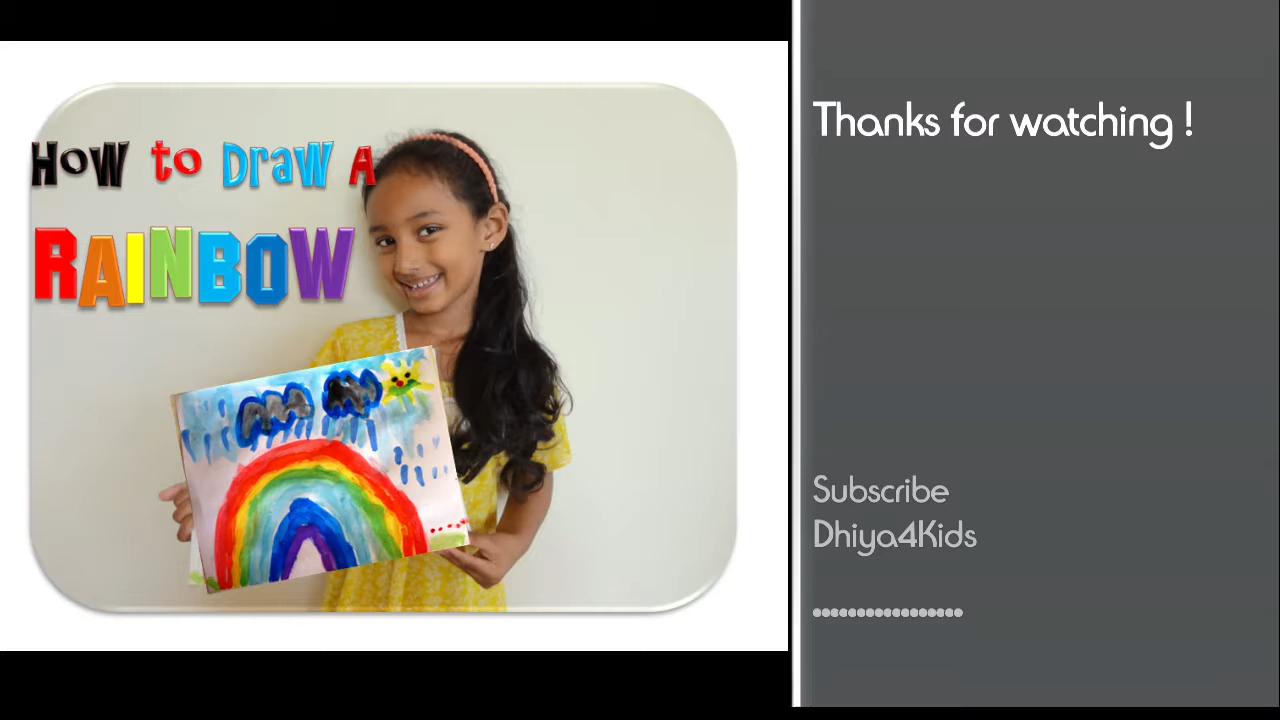 How to Draw A
RAINBOW
Thanks for watching !
Subscribe
Dhiya4Kids
.................